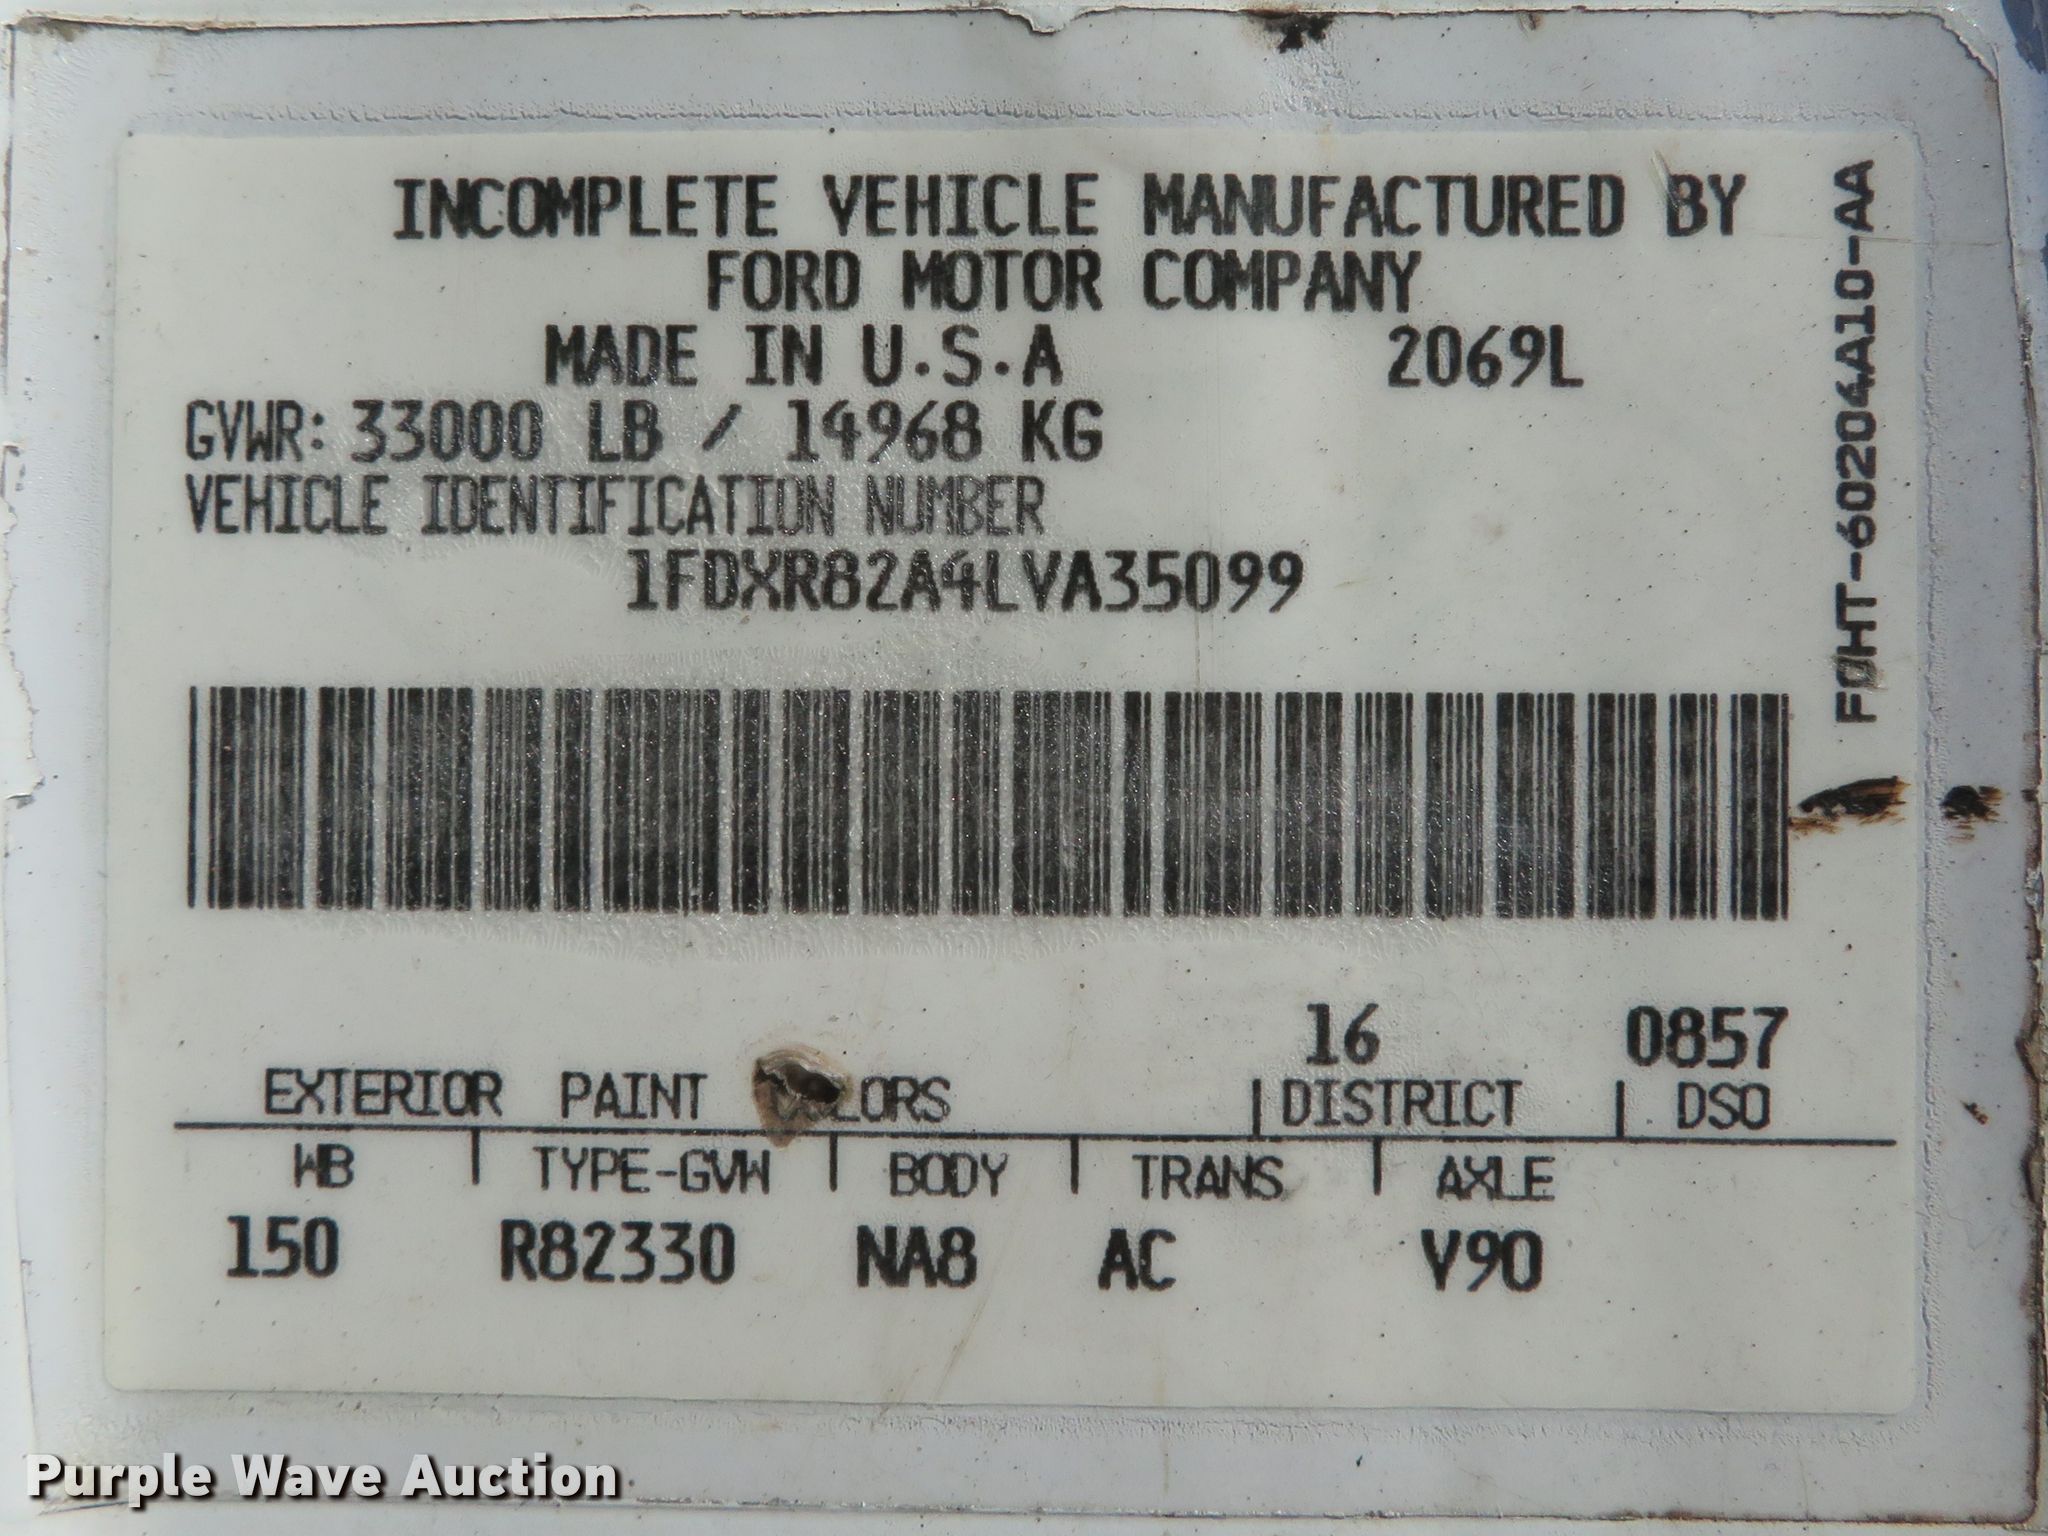 INCOMPLETE VEHICLE MANUFACTURED BY
FORD MOTOR COMPANY
MADE IN U.S.A 2069L
GVWR: 33000 LB / 14968 KG
VEHICLE IDENTIFICATION NUMBER
1FDXR82A4LVA35099
F0HT-60204A10-AA
16 0857
EXTERIOR PAINT | DISTRICT | DSO
WB | TYPE-GVW | BODY | TRANS | AXLE
150 R82330 NA8 AC V90
Purple Wave Auction